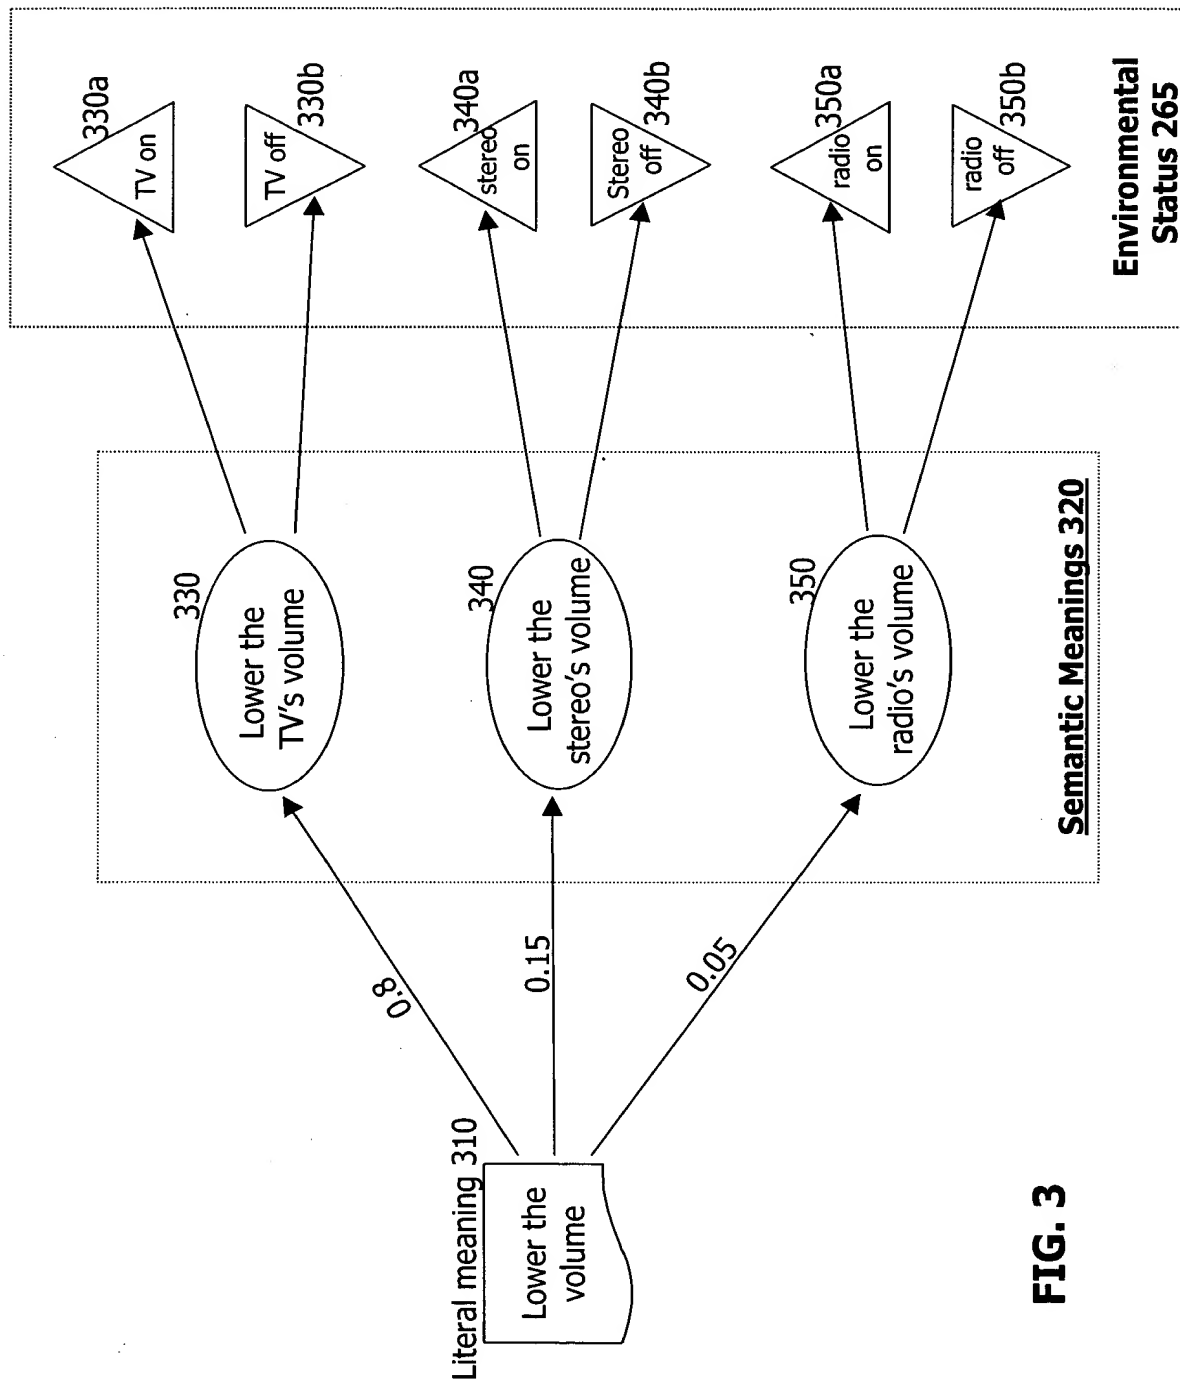 Literal meaning 310
Lower the
volume
0.8
0.15
0.05
330
Lower the
TV's volume
340
Lower the
stereo's volume
350
Lower the
radio's volume
Semantic Meanings 320
330a
TV on
330b
TV off
340a
stereo
on
340b
Stereo
off
350a
radio
on
350b
radio
off
Environmental
Status 265
FIG. 3